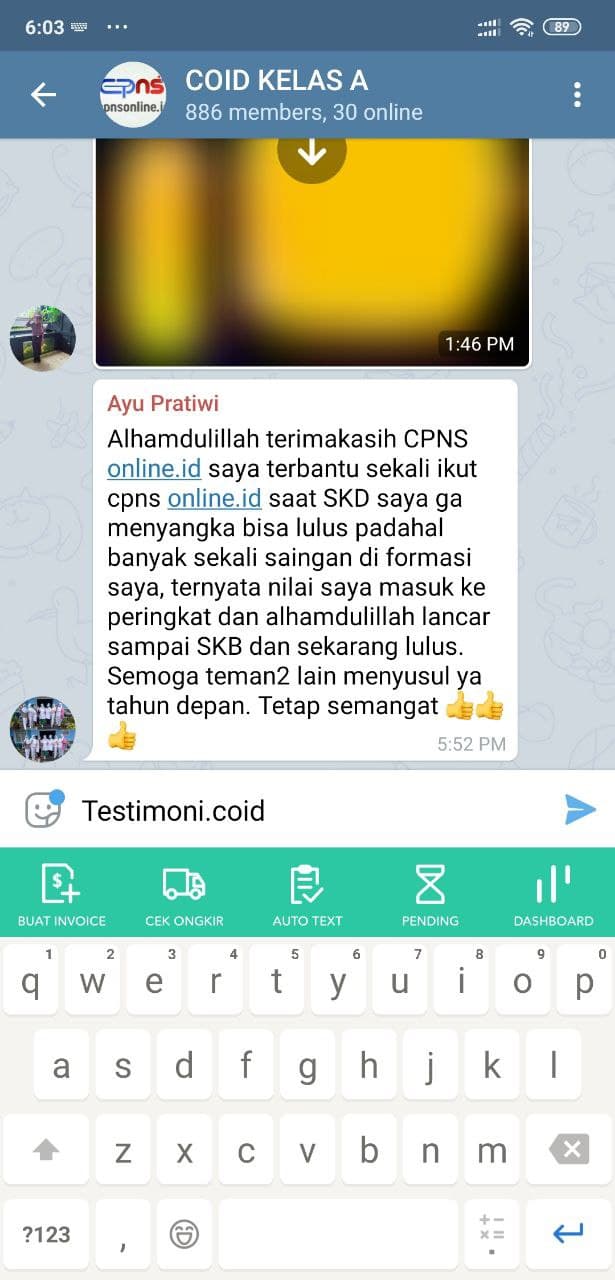 6:03 ...
89
COID KELAS A
886 members, 30 online
CPNS
pnsonline.i
1:46 PM
Ayu Pratiwi
Alhamdulillah terimakasih CPNS
online.id saya terbantu sekali ikut
cpns online.id saat SKD saya ga
menyangka bisa lulus padahal
banyak sekali saingan di formasi
saya, ternyata nilai saya masuk ke
peringkat dan alhamdulillah lancar
sampai SKB dan sekarang lulus.
Semoga teman2 lain menyusul ya
tahun depan. Tetap semangat 👍👍
👍
5:52 PM
Testimoni.coid
BUAT INVOICE CEK ONGKIR AUTO TEXT PENDING DASHBOARD
1 2 3 4 5 6 7 8 9 0
q w e r t y u i o p
a s d f g h j k l
z x c v b n m
?123 , + − × = .